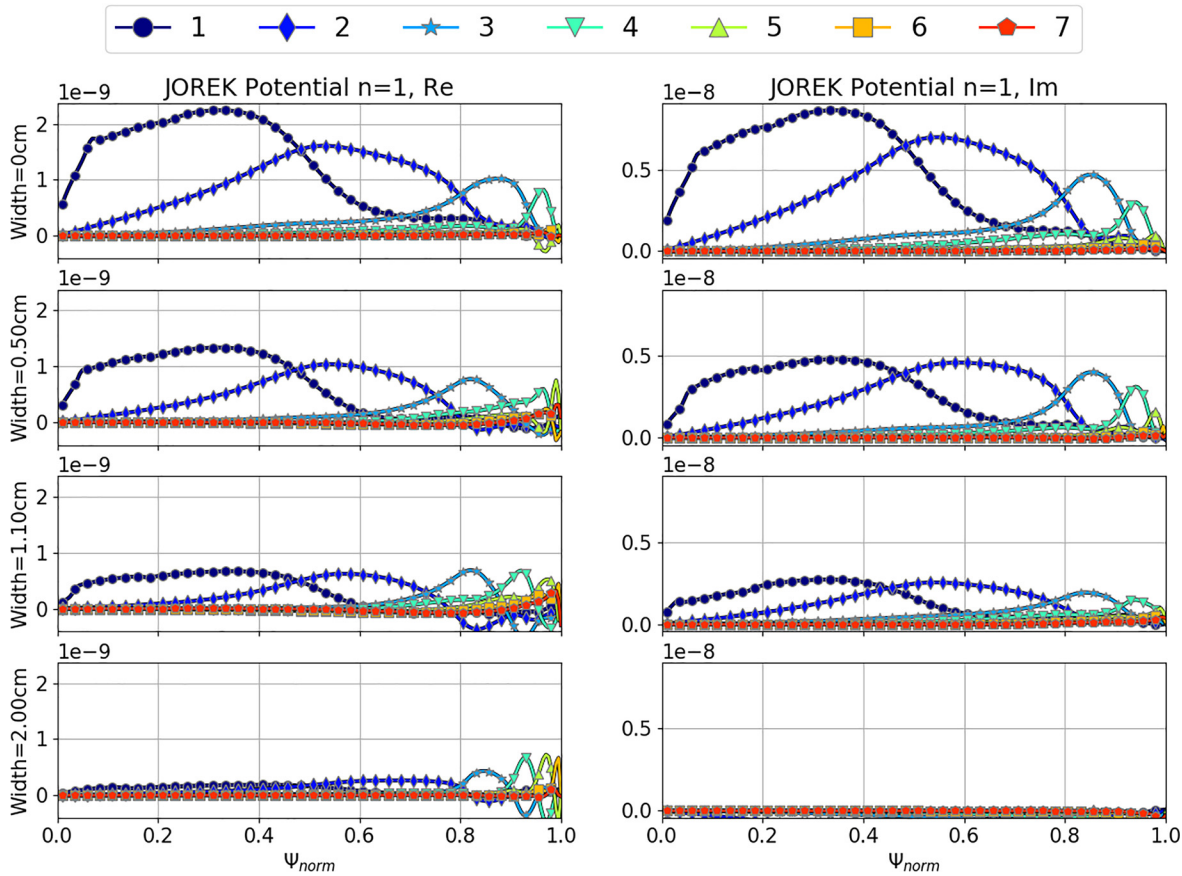 1 2 3 4 5 6 7
JOREK Potential n=1, Re
1e−9
Width=0cm
2
1
0
JOREK Potential n=1, Im
1e−8
0.5
0.0
1e−9
Width=0.50cm
2
1
0
1e−8
0.5
0.0
1e−9
Width=1.10cm
2
1
0
1e−8
0.5
0.0
1e−9
Width=2.00cm
2
1
0
0.0 0.2 0.4 0.6 0.8 1.0
Ψnorm
1e−8
0.5
0.0
0.0 0.2 0.4 0.6 0.8 1.0
Ψnorm